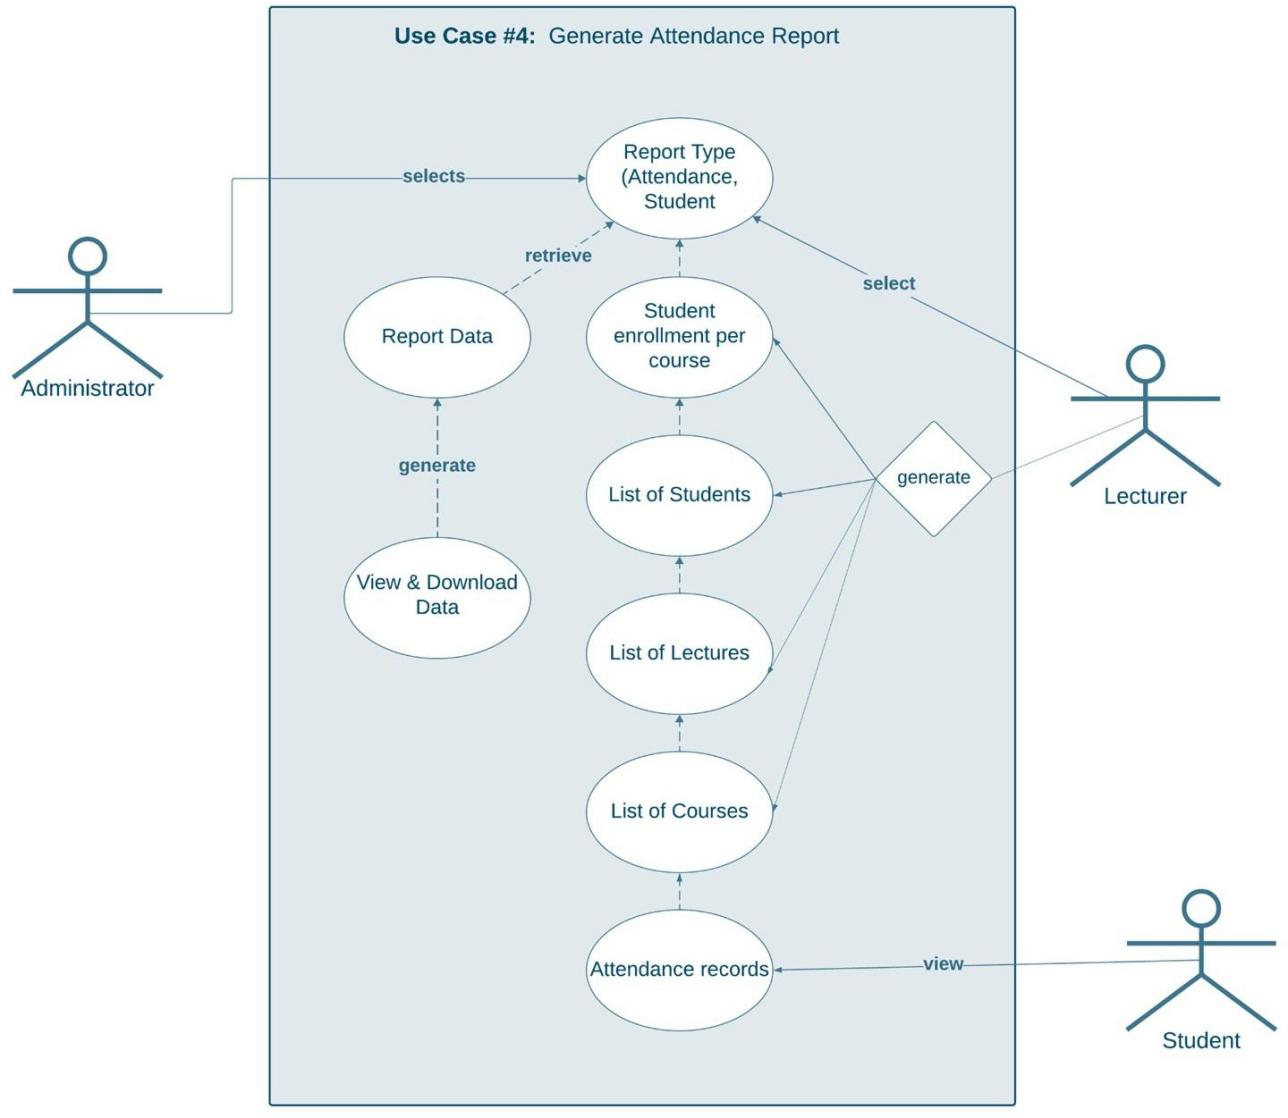 Use Case #4: Generate Attendance Report
Report Type
(Attendance,
Student
selects
retrieve
select
Administrator
Report Data
Student
enrollment per
course
generate
List of Students
generate
Lecturer
View & Download
Data
List of Lectures
List of Courses
Attendance records
view
Student